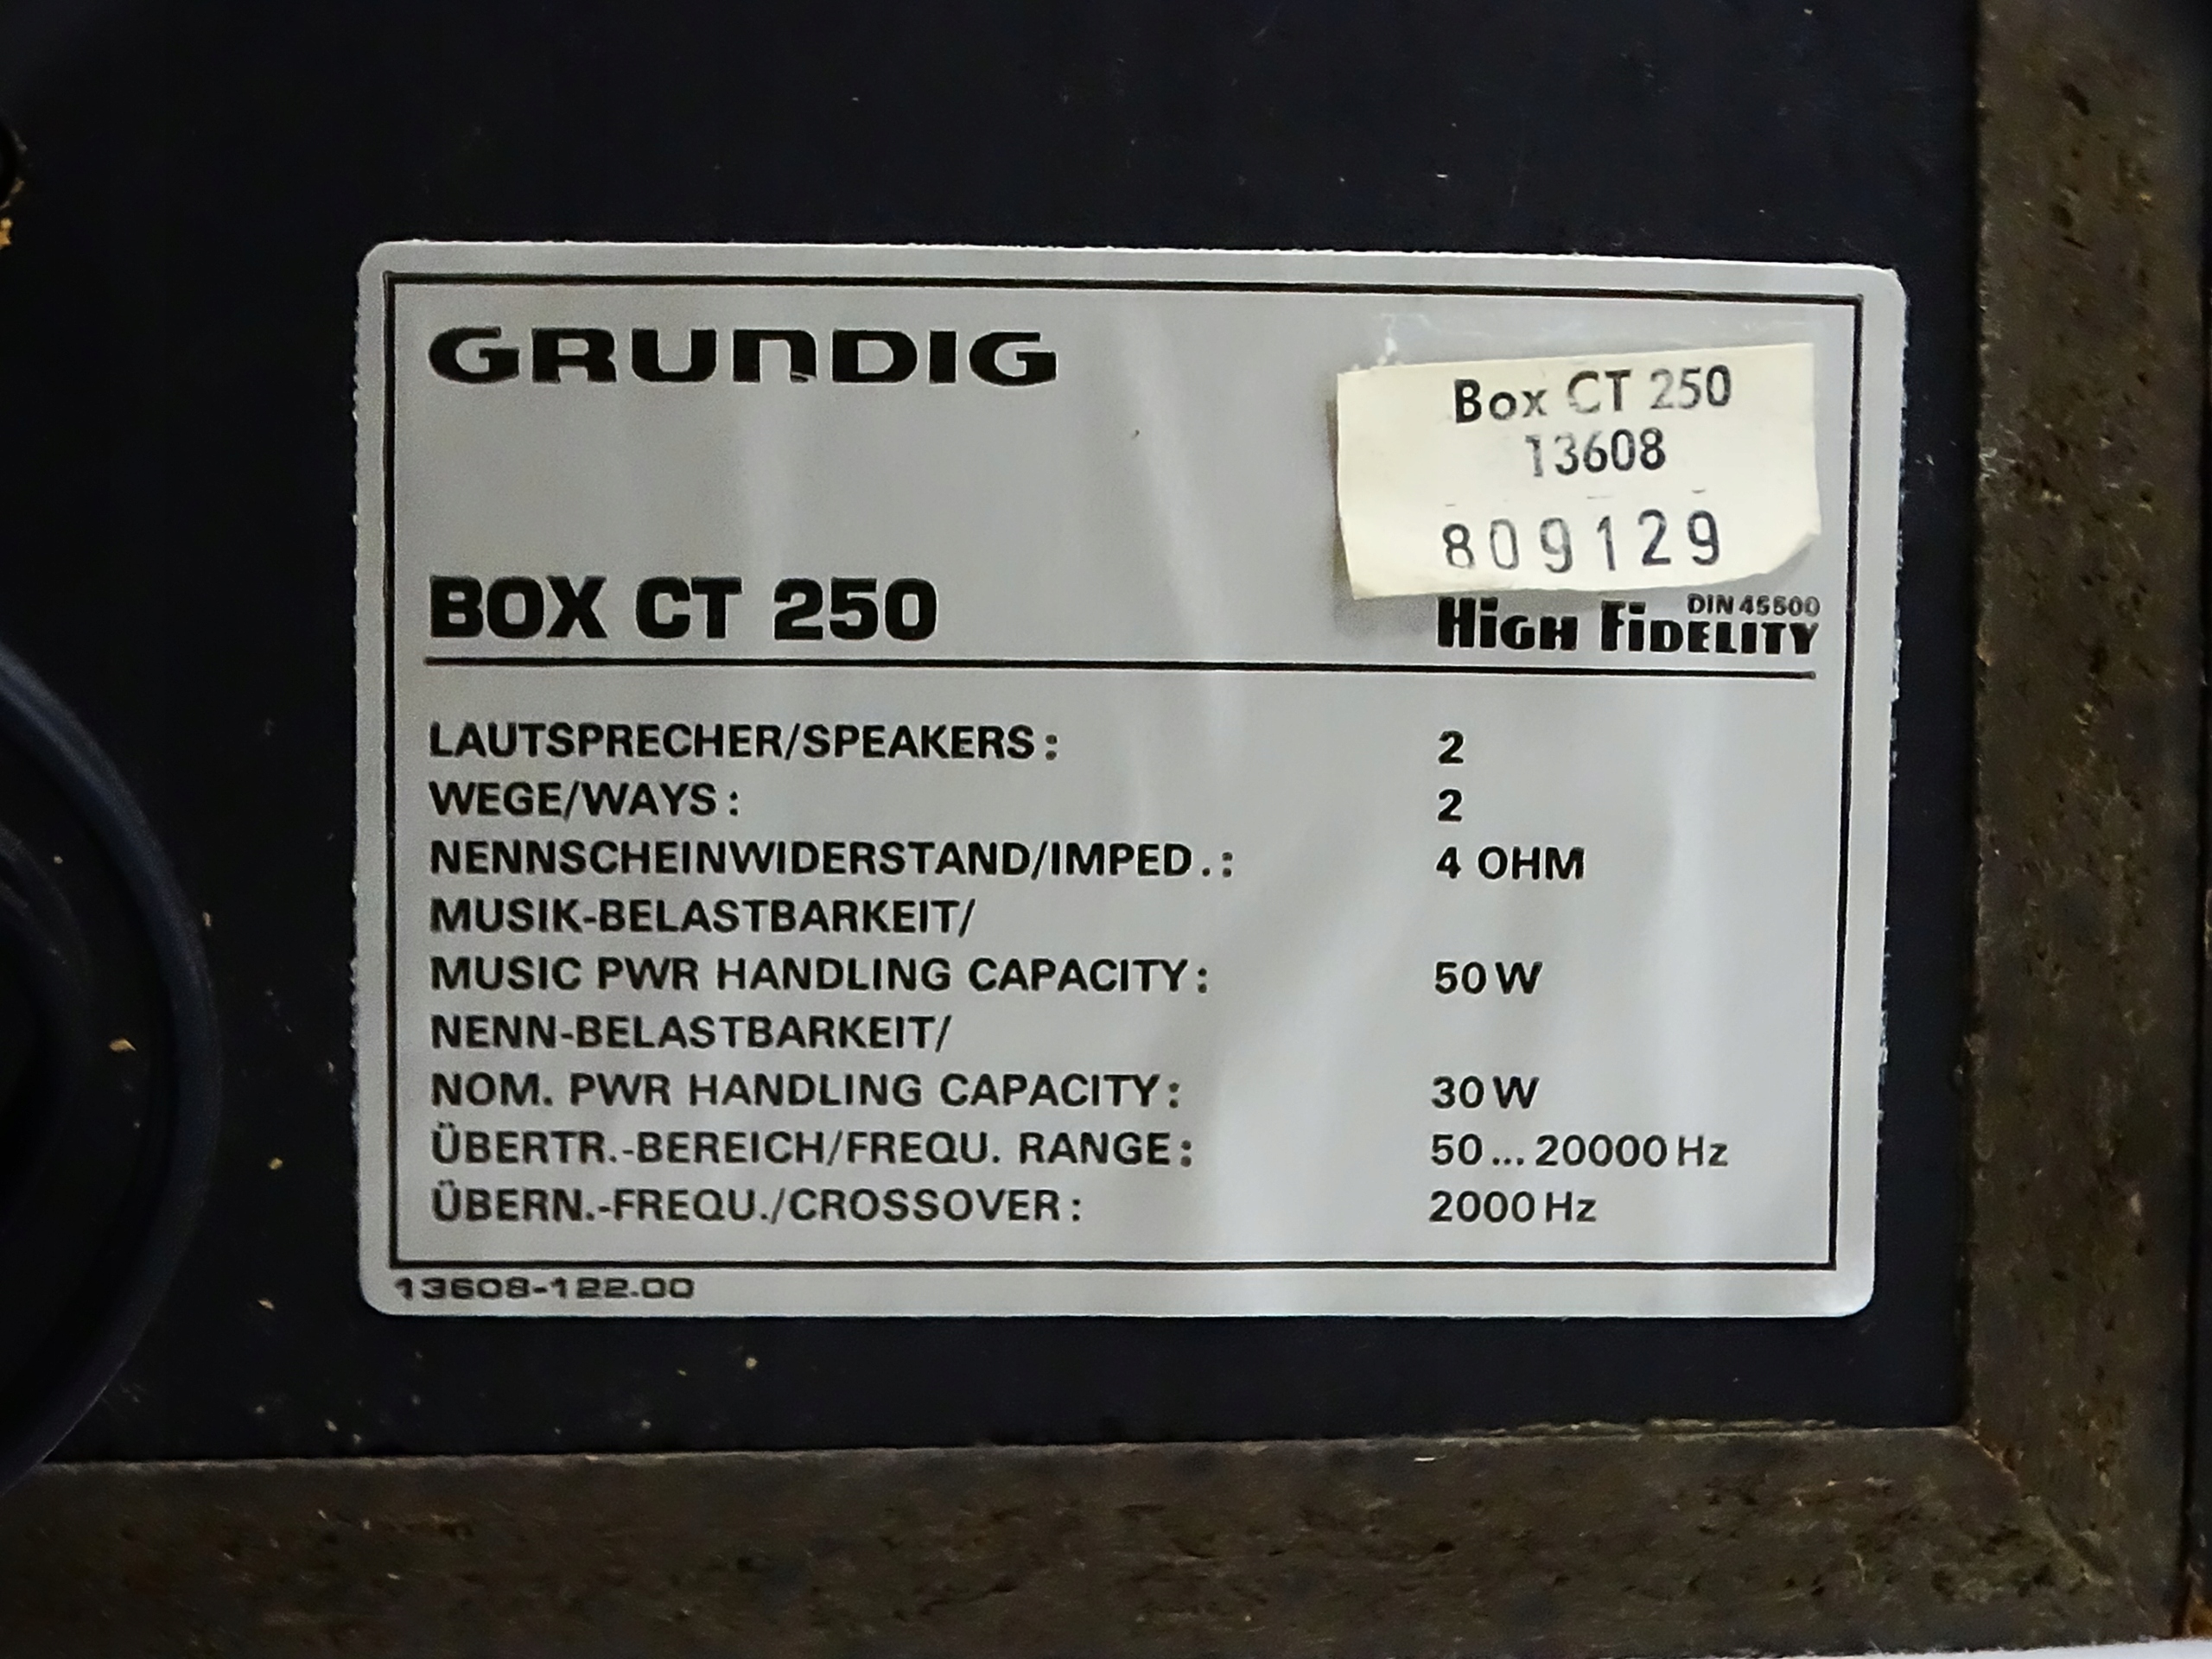 GRUNDIG
Box CT 250
13608
809129
BOX CT 250
DIN 45500
HIGH FIDELITY
LAUTSPRECHER/SPEAKERS: 2
WEGE/WAYS: 2
NENNSCHEINWIDERSTAND/IMPED.: 4 OHM
MUSIK-BELASTBARKEIT/
MUSIC PWR HANDLING CAPACITY: 50 W
NENN-BELASTBARKEIT/
NOM. PWR HANDLING CAPACITY: 30 W
ÜBERTR.-BEREICH/FREQU. RANGE: 50...20000 Hz
ÜBERN.-FREQU./CROSSOVER: 2000 Hz
13608-122.00